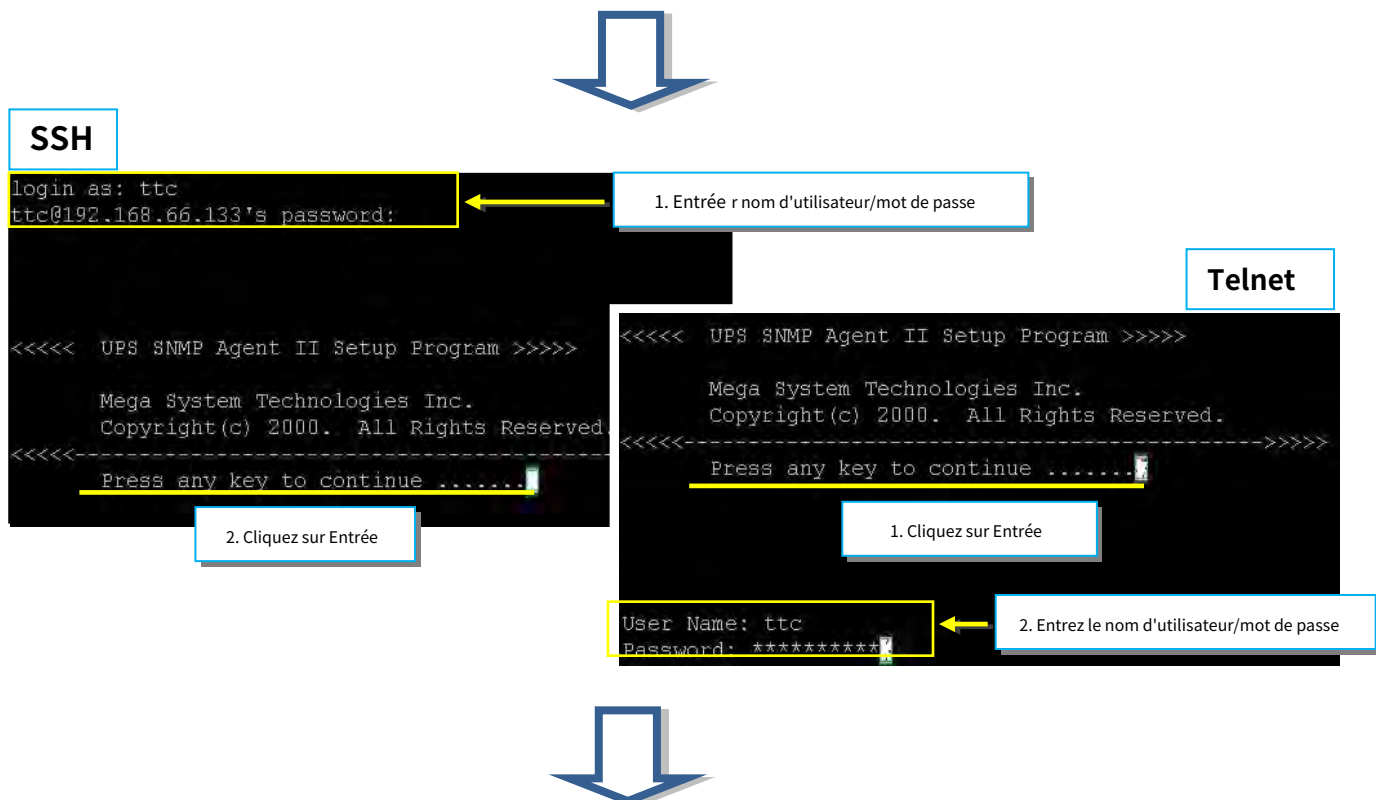 SSH
login as: ttc
ttc@192.168.66.133's password:
1. Entrée r nom d'utilisateur/mot de passe
<<<<< UPS SNMP Agent II Setup Program >>>>>
Mega System Technologies Inc.
Copyright(c) 2000. All Rights Reserved.
<<<<<-------------------------------------------
Press any key to continue .......
2. Cliquez sur Entrée
Telnet
<<<<< UPS SNMP Agent II Setup Program >>>>>
Mega System Technologies Inc.
Copyright(c) 2000. All Rights Reserved.
<<<<<------------------------------------------------->>>>>
Press any key to continue .......
1. Cliquez sur Entrée
User Name: ttc
Password: **********
2. Entrez le nom d'utilisateur/mot de passe